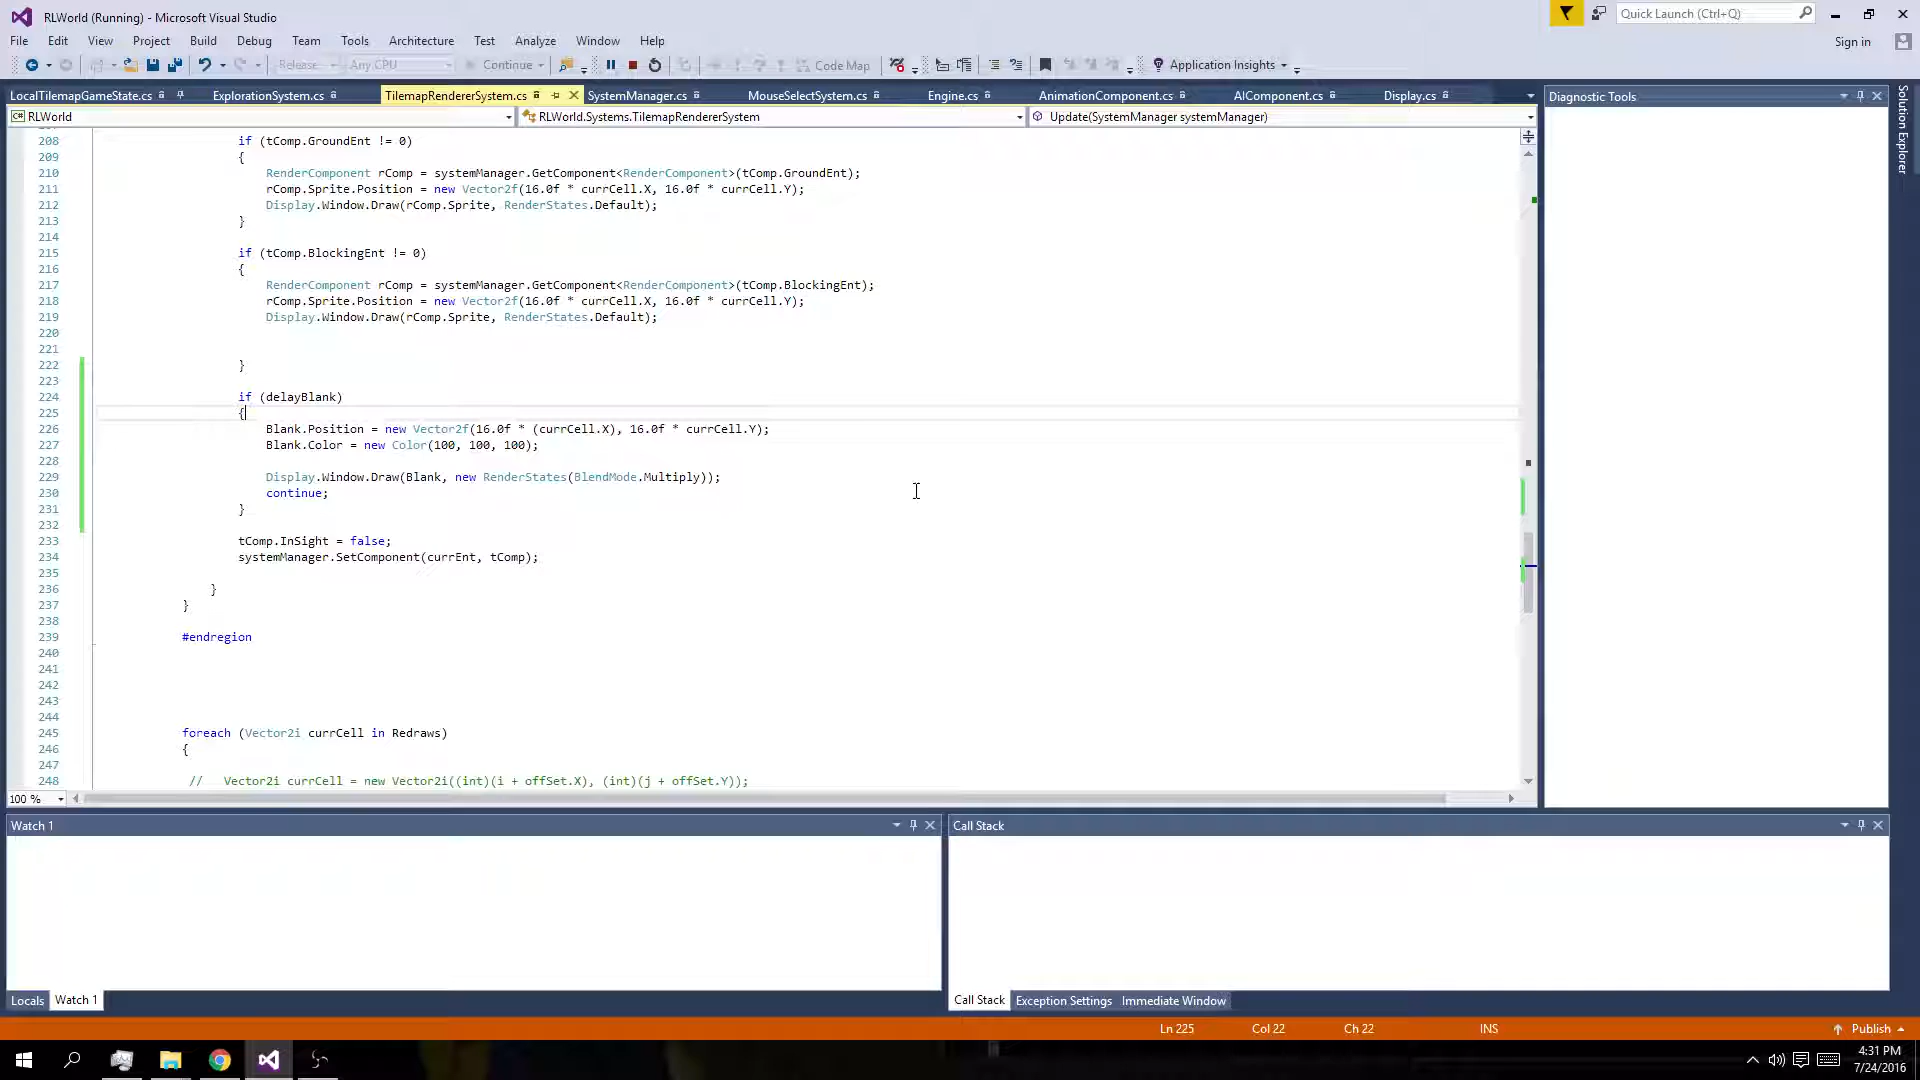 RLWorld (Running) - Microsoft Visual Studio
Quick Launch (Ctrl+Q)
File Edit View Project Build Debug Team Tools Architecture Test Analyze Window Help
Sign in
Release Any CPU Continue Code Map Application Insights
LocalTilemapGameState.cs ExplorationSystem.cs TilemapRendererSystem.cs SystemManager.cs MouseSelectSystem.cs Engine.cs AnimationComponent.cs AIComponent.cs Display.cs
Diagnostic Tools
Solution Explorer
RLWorld RLWorld.Systems.TilemapRendererSystem Update(SystemManager systemManager)
208 if (tComp.GroundEnt != 0)
209 {
210 RenderComponent rComp = systemManager.GetComponent<RenderComponent>(tComp.GroundEnt);
211 rComp.Sprite.Position = new Vector2f(16.0f * currCell.X, 16.0f * currCell.Y);
212 Display.Window.Draw(rComp.Sprite, RenderStates.Default);
213 }
214
215 if (tComp.BlockingEnt != 0)
216 {
217 RenderComponent rComp = systemManager.GetComponent<RenderComponent>(tComp.BlockingEnt);
218 rComp.Sprite.Position = new Vector2f(16.0f * currCell.X, 16.0f * currCell.Y);
219 Display.Window.Draw(rComp.Sprite, RenderStates.Default);
220
221
222 }
223
224 if (delayBlank)
225 {
226 Blank.Position = new Vector2f(16.0f * (currCell.X), 16.0f * currCell.Y);
227 Blank.Color = new Color(100, 100, 100);
228
229 Display.Window.Draw(Blank, new RenderStates(BlendMode.Multiply));
230 continue;
231 }
232
233 tComp.InSight = false;
234 systemManager.SetComponent(currEnt, tComp);
235
236 }
237 }
238
239 #endregion
240
241
242
243
244
245 foreach (Vector2i currCell in Redraws)
246 {
247
248 // Vector2i currCell = new Vector2i((int)(i + offSet.X), (int)(j + offSet.Y));
100 %
Watch 1
Call Stack
Locals Watch 1
Call Stack Exception Settings Immediate Window
Ln 225 Col 22 Ch 22 INS Publish
4:31 PM
7/24/2016